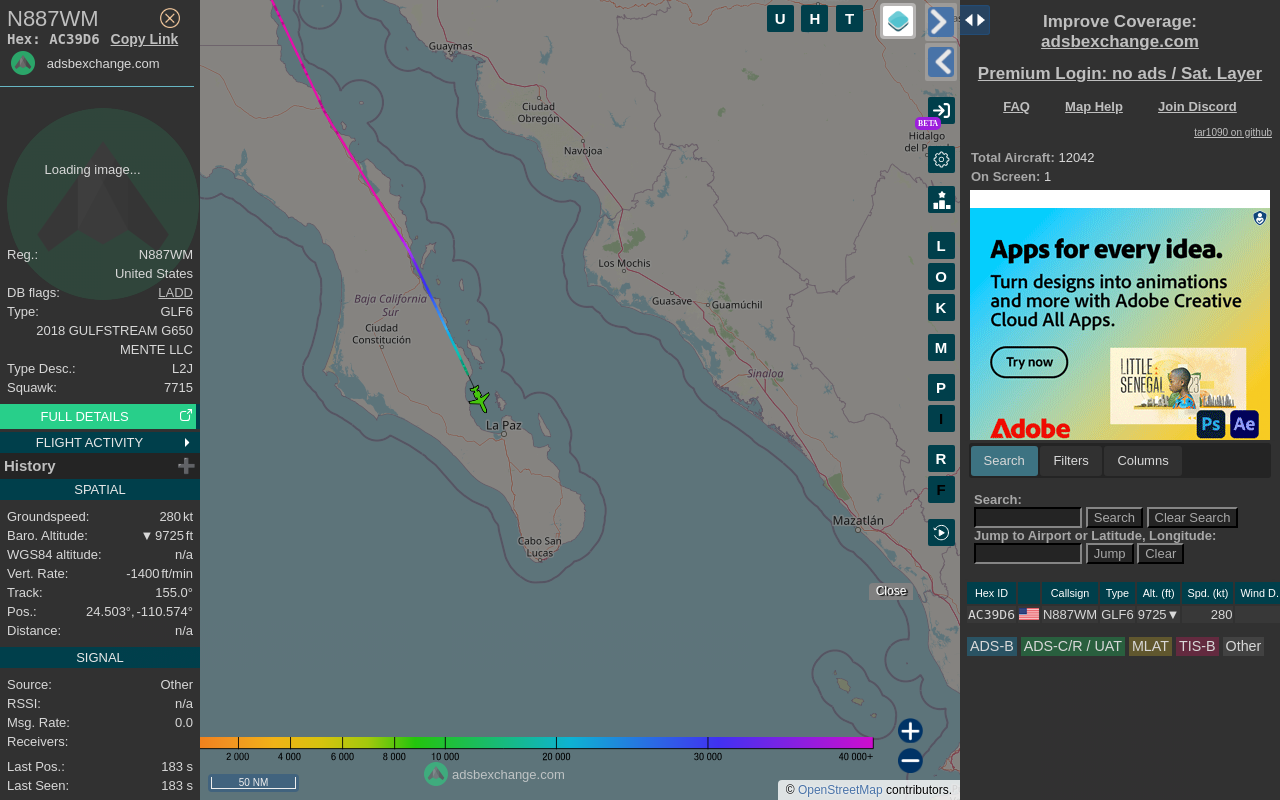 N887WM
Hex: AC39D6 Copy Link
adsbexchange.com
Loading image...
Reg.: N887WM
United States
DB flags: LADD
Type: GLF6
2018 GULFSTREAM G650
MENTE LLC
Type Desc.: L2J
Squawk: 7715
FULL DETAILS
FLIGHT ACTIVITY
History
SPATIAL
Groundspeed: 280 kt
Baro. Altitude: ▼ 9725 ft
WGS84 altitude: n/a
Vert. Rate: -1400 ft/min
Track: 155.0°
Pos.: 24.503°, -110.574°
Distance: n/a
SIGNAL
Source: Other
RSSI: n/a
Msg. Rate: 0.0
Receivers:
Last Pos.: 183 s
Last Seen: 183 s
U H T
Guaymas
Ciudad
Obregón
Navojoa
BETA
Hidalgo
Los Mochis
Guasave
Guamúchil
Baja California
Sur
Ciudad
Constitución
Sinaloa
La Paz
Mazatlán
Cabo San
Lucas
L
O
K
M
P
I
R
F
Close
2 000 4 000 6 000 8 000 10 000 20 000 30 000 40 000+
50 NM
adsbexchange.com
© OpenStreetMap contributors.
Improve Coverage:
adsbexchange.com
Premium Login: no ads / Sat. Layer
FAQ Map Help Join Discord
tar1090 on github
Total Aircraft: 12042
On Screen: 1
Apps for every idea.
Turn designs into animations
and more with Adobe Creative
Cloud All Apps.
Try now
LITTLE
SENEGAL
23
Adobe
Ps Ae
Search Filters Columns
Search:
Search Clear Search
Jump to Airport or Latitude, Longitude:
Jump Clear
Hex ID Callsign Type Alt. (ft) Spd. (kt) Wind D.
AC39D6 N887WM GLF6 9725▼ 280
ADS-B ADS-C/R / UAT MLAT TIS-B Other